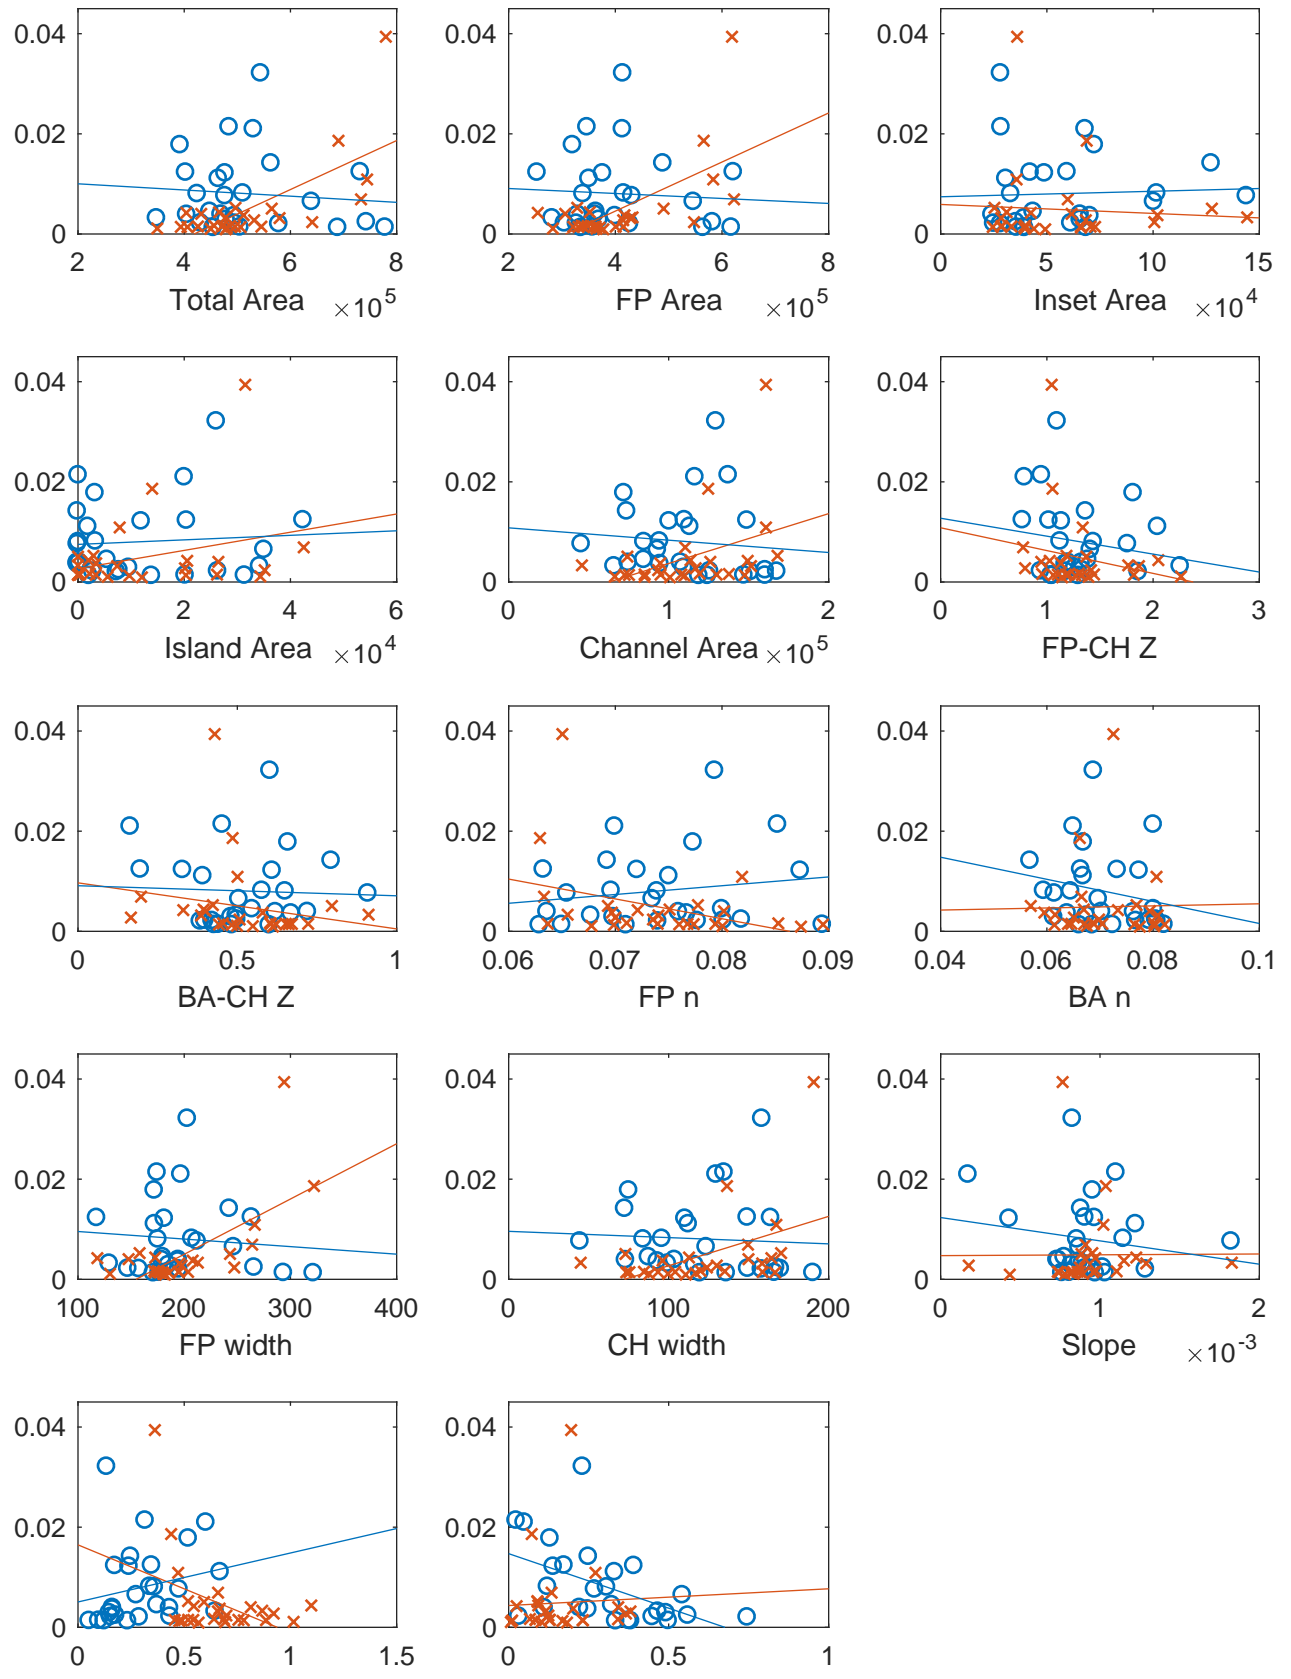 0.04 0.04 0.04
0.02 0.02 0.02
0 0 0
2 4 6 8 2 4 6 8 0 5 10 15
Total Area ×10^5 FP Area ×10^5 Inset Area ×10^4
0.04 0.04 0.04
0.02 0.02 0.02
0 0 0
0 2 4 6 0 1 2 0 1 2 3
Island Area ×10^4 Channel Area ×10^5 FP-CH Z
0.04 0.04 0.04
0.02 0.02 0.02
0 0 0
0 0.5 1 0.06 0.07 0.08 0.09 0.04 0.06 0.08 0.1
BA-CH Z FP n BA n
0.04 0.04 0.04
0.02 0.02 0.02
0 0 0
100 200 300 400 0 100 200 0 1 2
FP width CH width Slope ×10^-3
0.04 0.04
0.02 0.02
0 0
0 0.5 1 1.5 0 0.5 1